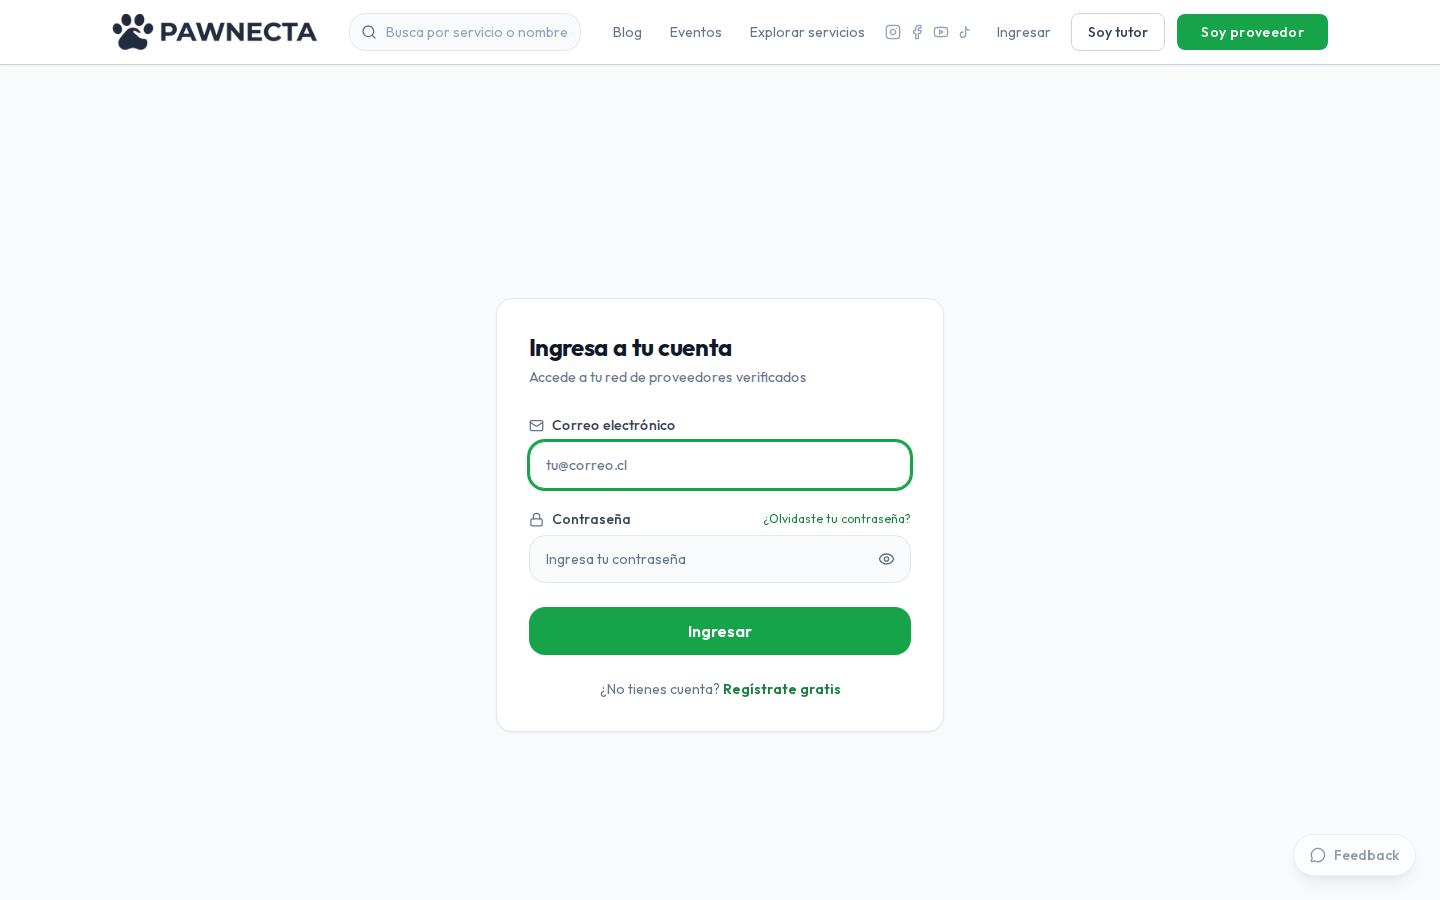 PAWNECTA
Busca por servicio o nombre
Blog
Eventos
Explorar servicios
Ingresar
Soy tutor
Soy proveedor
Ingresa a tu cuenta
Accede a tu red de proveedores verificados
Correo electrónico
tu@correo.cl
Contraseña
¿Olvidaste tu contraseña?
Ingresa tu contraseña
Ingresar
¿No tienes cuenta? Regístrate gratis
Feedback